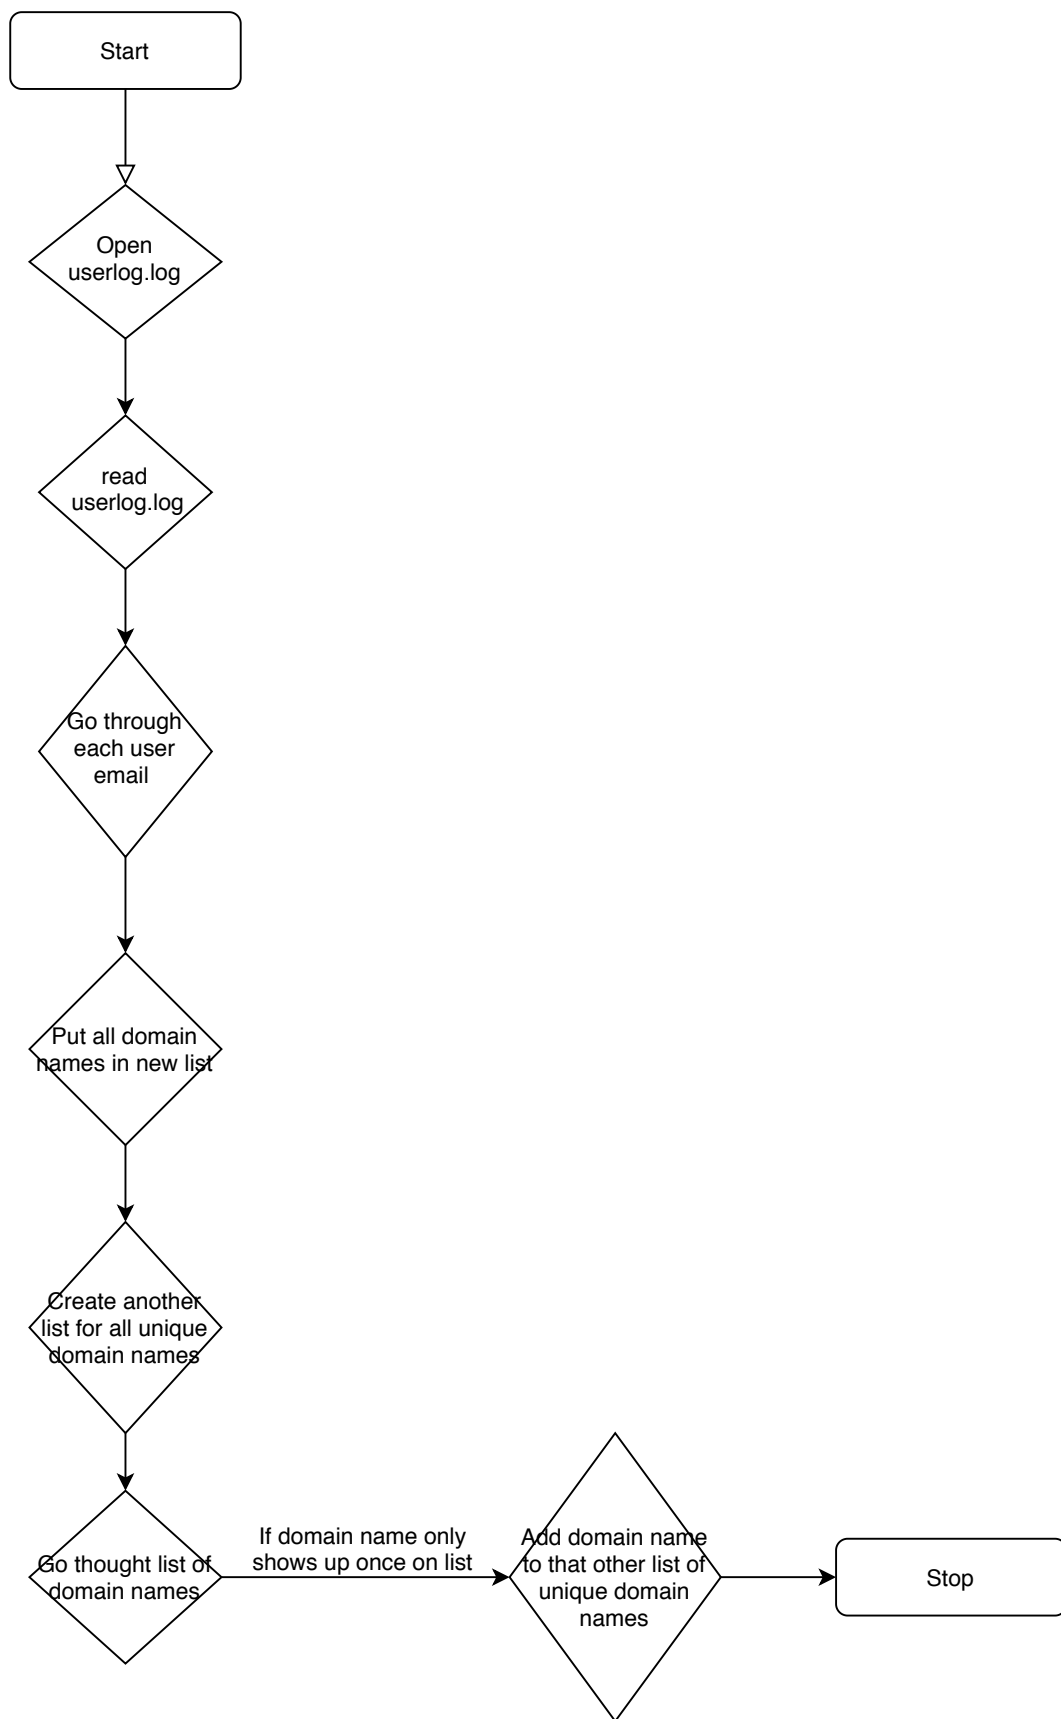 Start
Open
userlog.log
read
userlog.log
Go through
each user
email
Put all domain
names in new list
Create another
list for all unique
domain names
Go thought list of
domain names
If domain name only
shows up once on list
Add domain name
to that other list of
unique domain
names
Stop